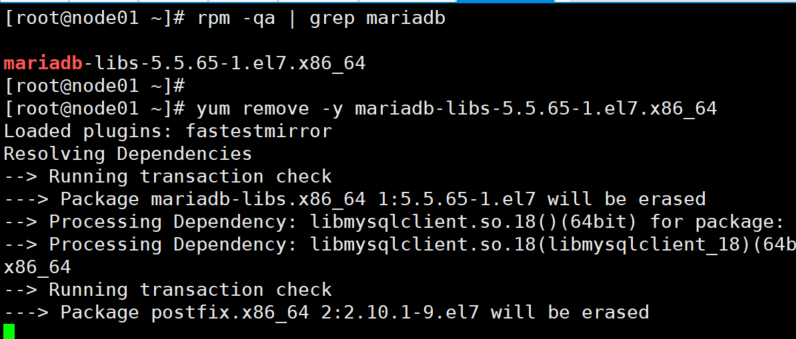 [root@node01 ~]# rpm -qa | grep mariadb
mariadb-libs-5.5.65-1.el7.x86_64
[root@node01 ~]#
[root@node01 ~]# yum remove -y mariadb-libs-5.5.65-1.el7.x86_64
Loaded plugins: fastestmirror
Resolving Dependencies
--> Running transaction check
---> Package mariadb-libs.x86_64 1:5.5.65-1.el7 will be erased
--> Processing Dependency: libmysqlclient.so.18()(64bit) for package:
--> Processing Dependency: libmysqlclient.so.18(libmysqlclient_18)(64b
x86_64
--> Running transaction check
---> Package postfix.x86_64 2:2.10.1-9.el7 will be erased